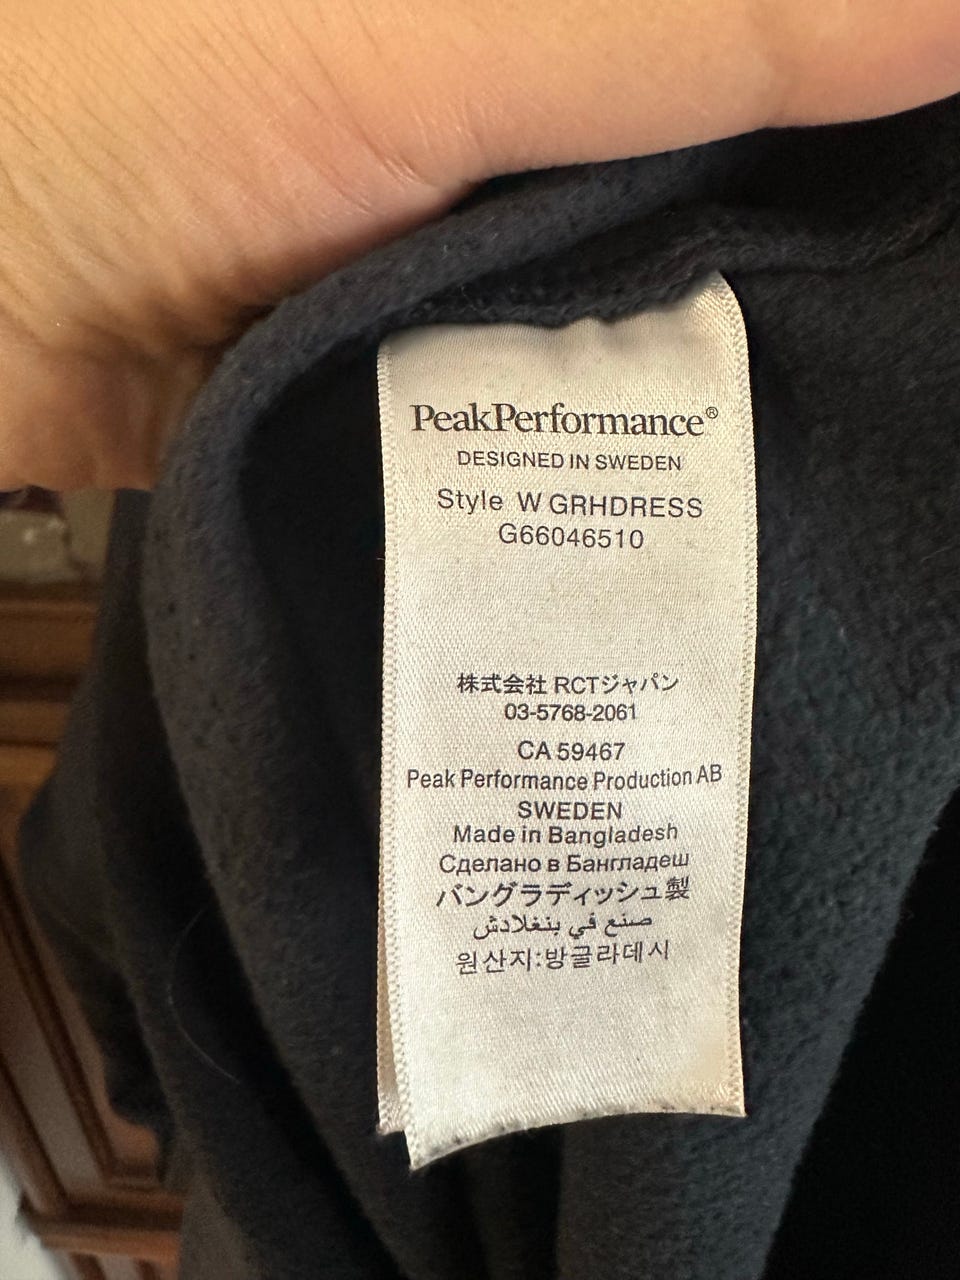 PeakPerformance®
DESIGNED IN SWEDEN
Style W GRHDRESS
G66046510
株式会社 RCTジャパン
03-5768-2061
CA 59467
Peak Performance Production AB
SWEDEN
Made in Bangladesh
Сделано в Бангладеш
バングラディッシュ製
صنع في بنغلادش
원산지:방글라데시